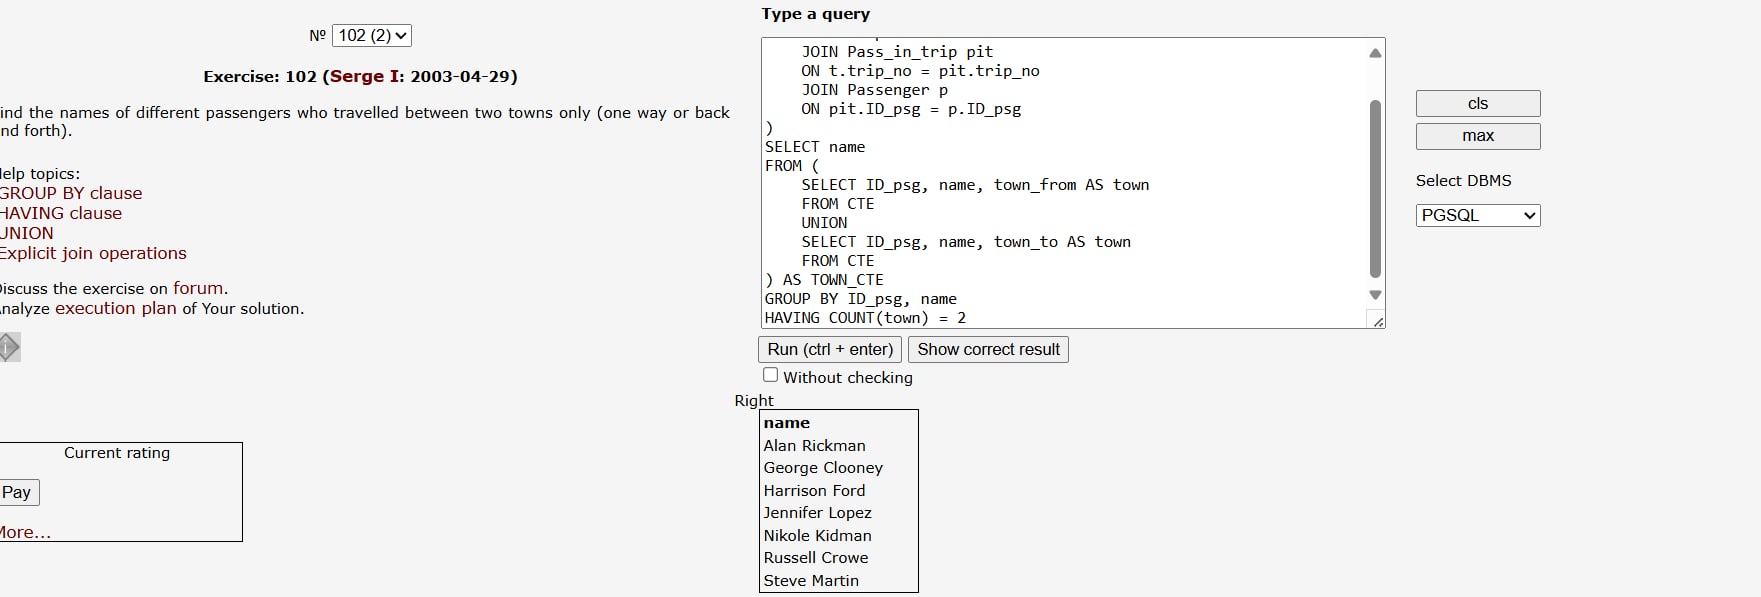 № 102 (2)
Exercise: 102 (Serge I: 2003-04-29)
ind the names of different passengers who travelled between two towns only (one way or back
nd forth).
elp topics:
GROUP BY clause
HAVING clause
UNION
Explicit join operations
iscuss the exercise on forum.
nalyze execution plan of Your solution.
Current rating
Pay
More...
Type a query
JOIN Pass_in_trip pit
ON t.trip_no = pit.trip_no
JOIN Passenger p
ON pit.ID_psg = p.ID_psg
)
SELECT name
FROM (
SELECT ID_psg, name, town_from AS town
FROM CTE
UNION
SELECT ID_psg, name, town_to AS town
FROM CTE
) AS TOWN_CTE
GROUP BY ID_psg, name
HAVING COUNT(town) = 2
Run (ctrl + enter) Show correct result
Without checking
Right
name
Alan Rickman
George Clooney
Harrison Ford
Jennifer Lopez
Nikole Kidman
Russell Crowe
Steve Martin
cls
max
Select DBMS
PGSQL